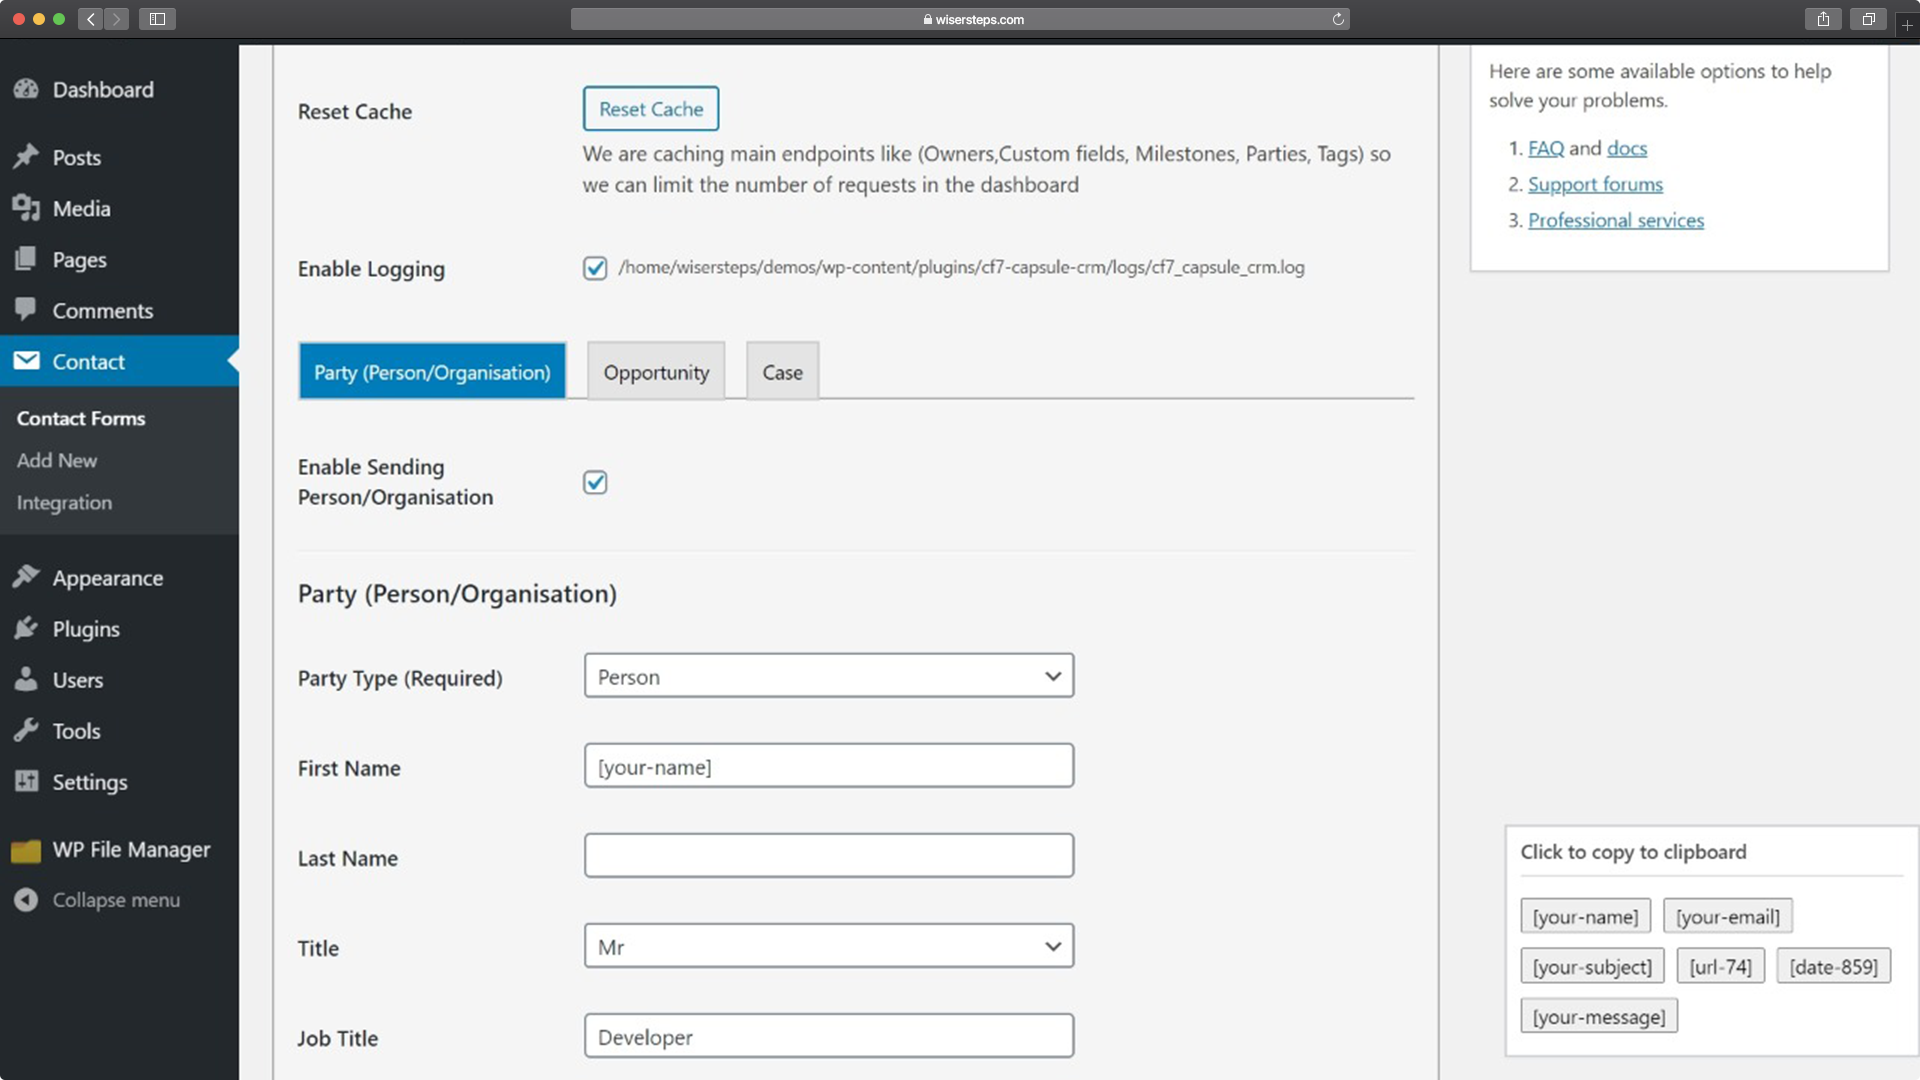 wisersteps.com
Dashboard
Posts
Media
Pages
Comments
Contact
Contact Forms
Add New
Integration
Appearance
Plugins
Users
Tools
Settings
WP File Manager
Collapse menu
Reset Cache
Reset Cache
We are caching main endpoints like (Owners,Custom fields, Milestones, Parties, Tags) so
we can limit the number of requests in the dashboard
Enable Logging
/home/wisersteps/demos/wp-content/plugins/cf7-capsule-crm/logs/cf7_capsule_crm.log
Party (Person/Organisation)
Opportunity
Case
Enable Sending
Person/Organisation
Party (Person/Organisation)
Party Type (Required)
Person
First Name
[your-name]
Last Name
Title
Mr
Job Title
Developer
Here are some available options to help
solve your problems.
1. FAQ and docs
2. Support forums
3. Professional services
Click to copy to clipboard
[your-name] [your-email]
[your-subject] [url-74] [date-859]
[your-message]